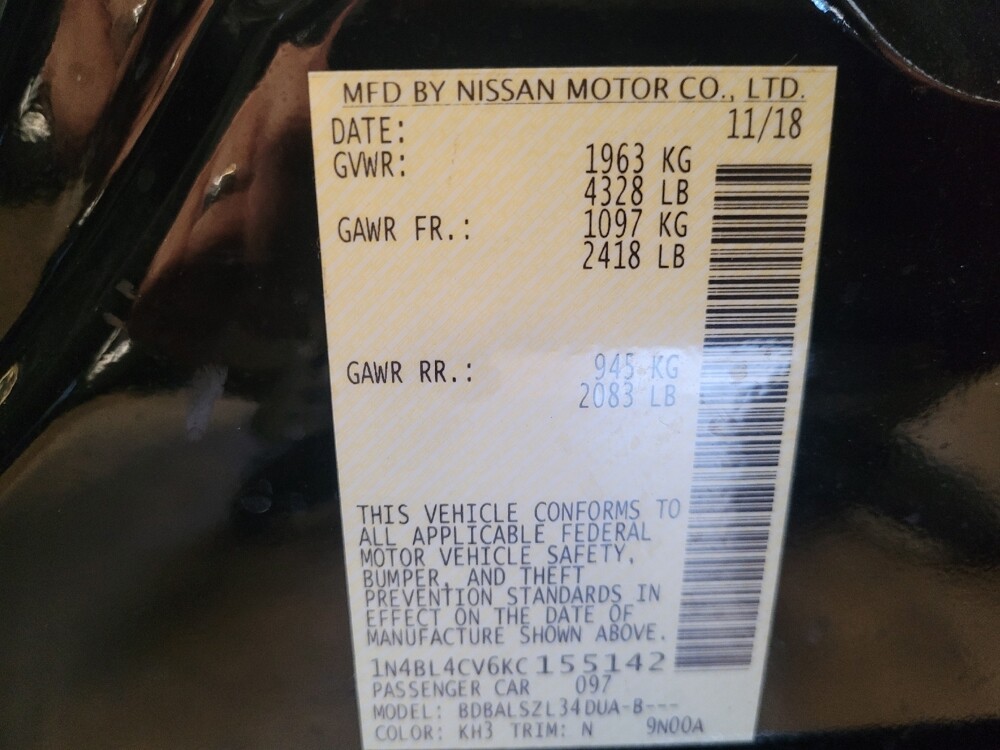 MFD BY NISSAN MOTOR CO., LTD.
DATE: 11/18
GVWR: 1963 KG
4328 LB
GAWR FR.: 1097 KG
2418 LB
GAWR RR.: 945 KG
2083 LB
THIS VEHICLE CONFORMS TO
ALL APPLICABLE FEDERAL
MOTOR VEHICLE SAFETY,
BUMPER, AND THEFT
PREVENTION STANDARDS IN
EFFECT ON THE DATE OF
MANUFACTURE SHOWN ABOVE.
1N4BL4CV6KC155142
PASSENGER CAR 097
MODEL: BDBALSZL34DUA-B---
COLOR: KH3 TRIM: N 9N00A